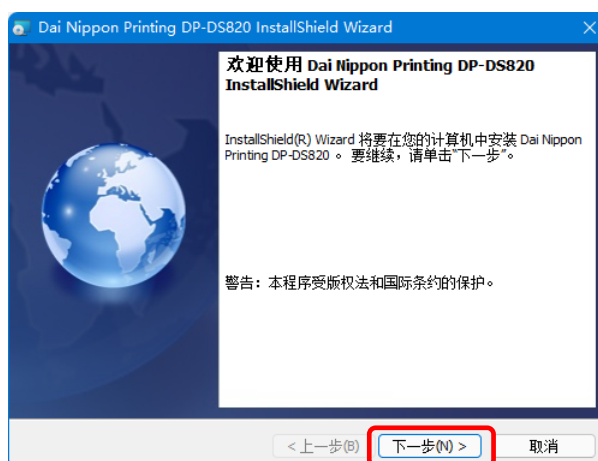 Dai Nippon Printing DP-DS820 InstallShield Wizard
欢迎使用 Dai Nippon Printing DP-DS820
InstallShield Wizard
InstallShield(R) Wizard 将要在您的计算机中安装 Dai Nippon
Printing DP-DS820 。 要继续，请单击“下一步”。
警告：本程序受版权法和国际条约的保护。
< 上一步(B)
下一步(N) >
取消